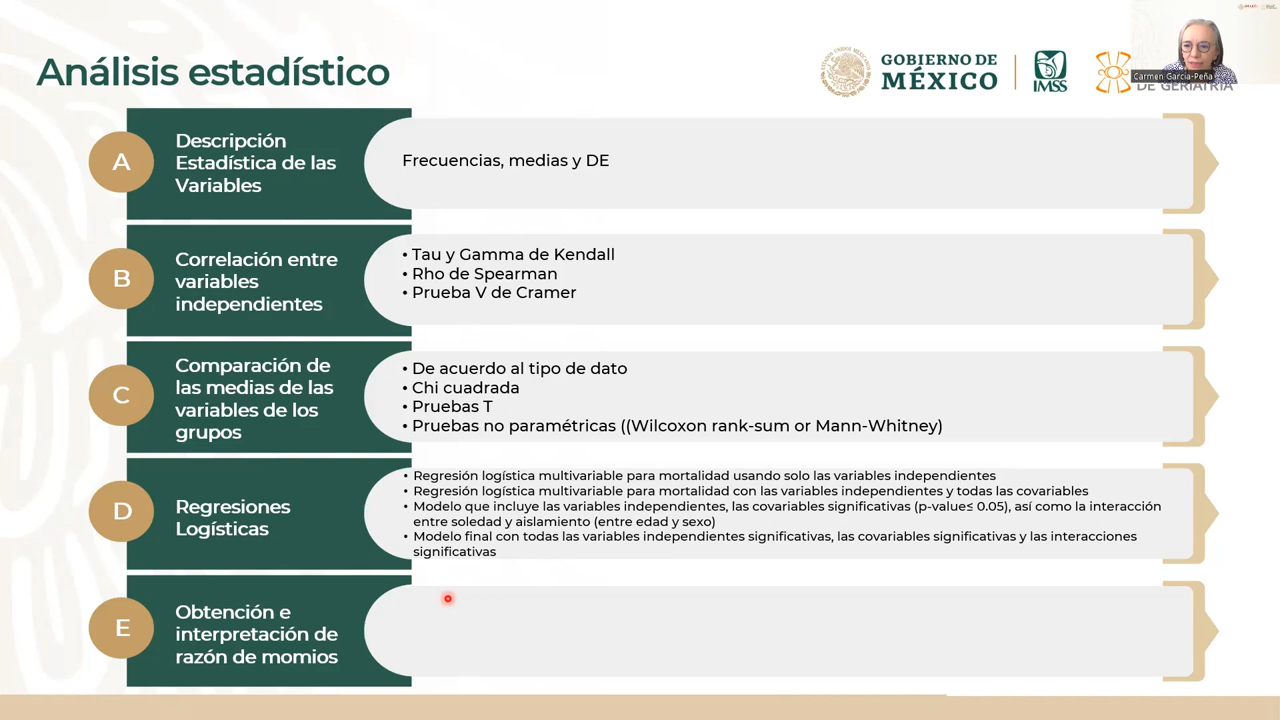 Análisis estadístico
GOBIERNO DE
MÉXICO
IMSS
Carmen García-Peña
DE GERIATRÍA
A
Descripción
Estadística de las
Variables
Frecuencias, medias y DE
B
Correlación entre
variables
independientes
• Tau y Gamma de Kendall
• Rho de Spearman
• Prueba V de Cramer
C
Comparación de
las medias de las
variables de los
grupos
• De acuerdo al tipo de dato
• Chi cuadrada
• Pruebas T
• Pruebas no paramétricas ((Wilcoxon rank-sum or Mann-Whitney)
D
Regresiones
Logísticas
• Regresión logística multivariable para mortalidad usando solo las variables independientes
• Regresión logística multivariable para mortalidad con las variables independientes y todas las covariables
• Modelo que incluye las variables independientes, las covariables significativas (p-value≤ 0.05), así como la interacción
entre soledad y aislamiento (entre edad y sexo)
• Modelo final con todas las variables independientes significativas, las covariables significativas y las interacciones
significativas
E
Obtención e
interpretación de
razón de momios